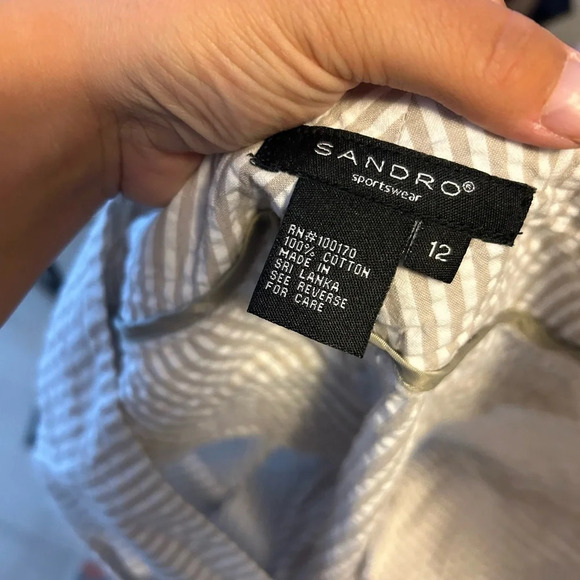 SANDRO®
sportswear
12
RN#100170
100% COTTON
MADE IN
SRI LANKA
SEE REVERSE
FOR CARE